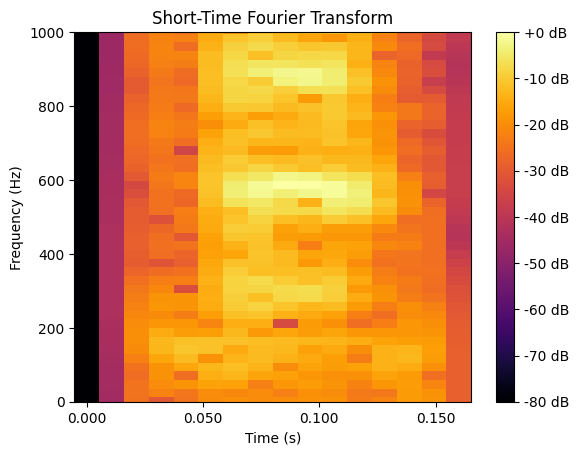 Short-Time Fourier Transform
Frequency (Hz)
1000
800
600
400
200
0
0.000
0.050
0.100
0.150
Time (s)
+0 dB
-10 dB
-20 dB
-30 dB
-40 dB
-50 dB
-60 dB
-70 dB
-80 dB